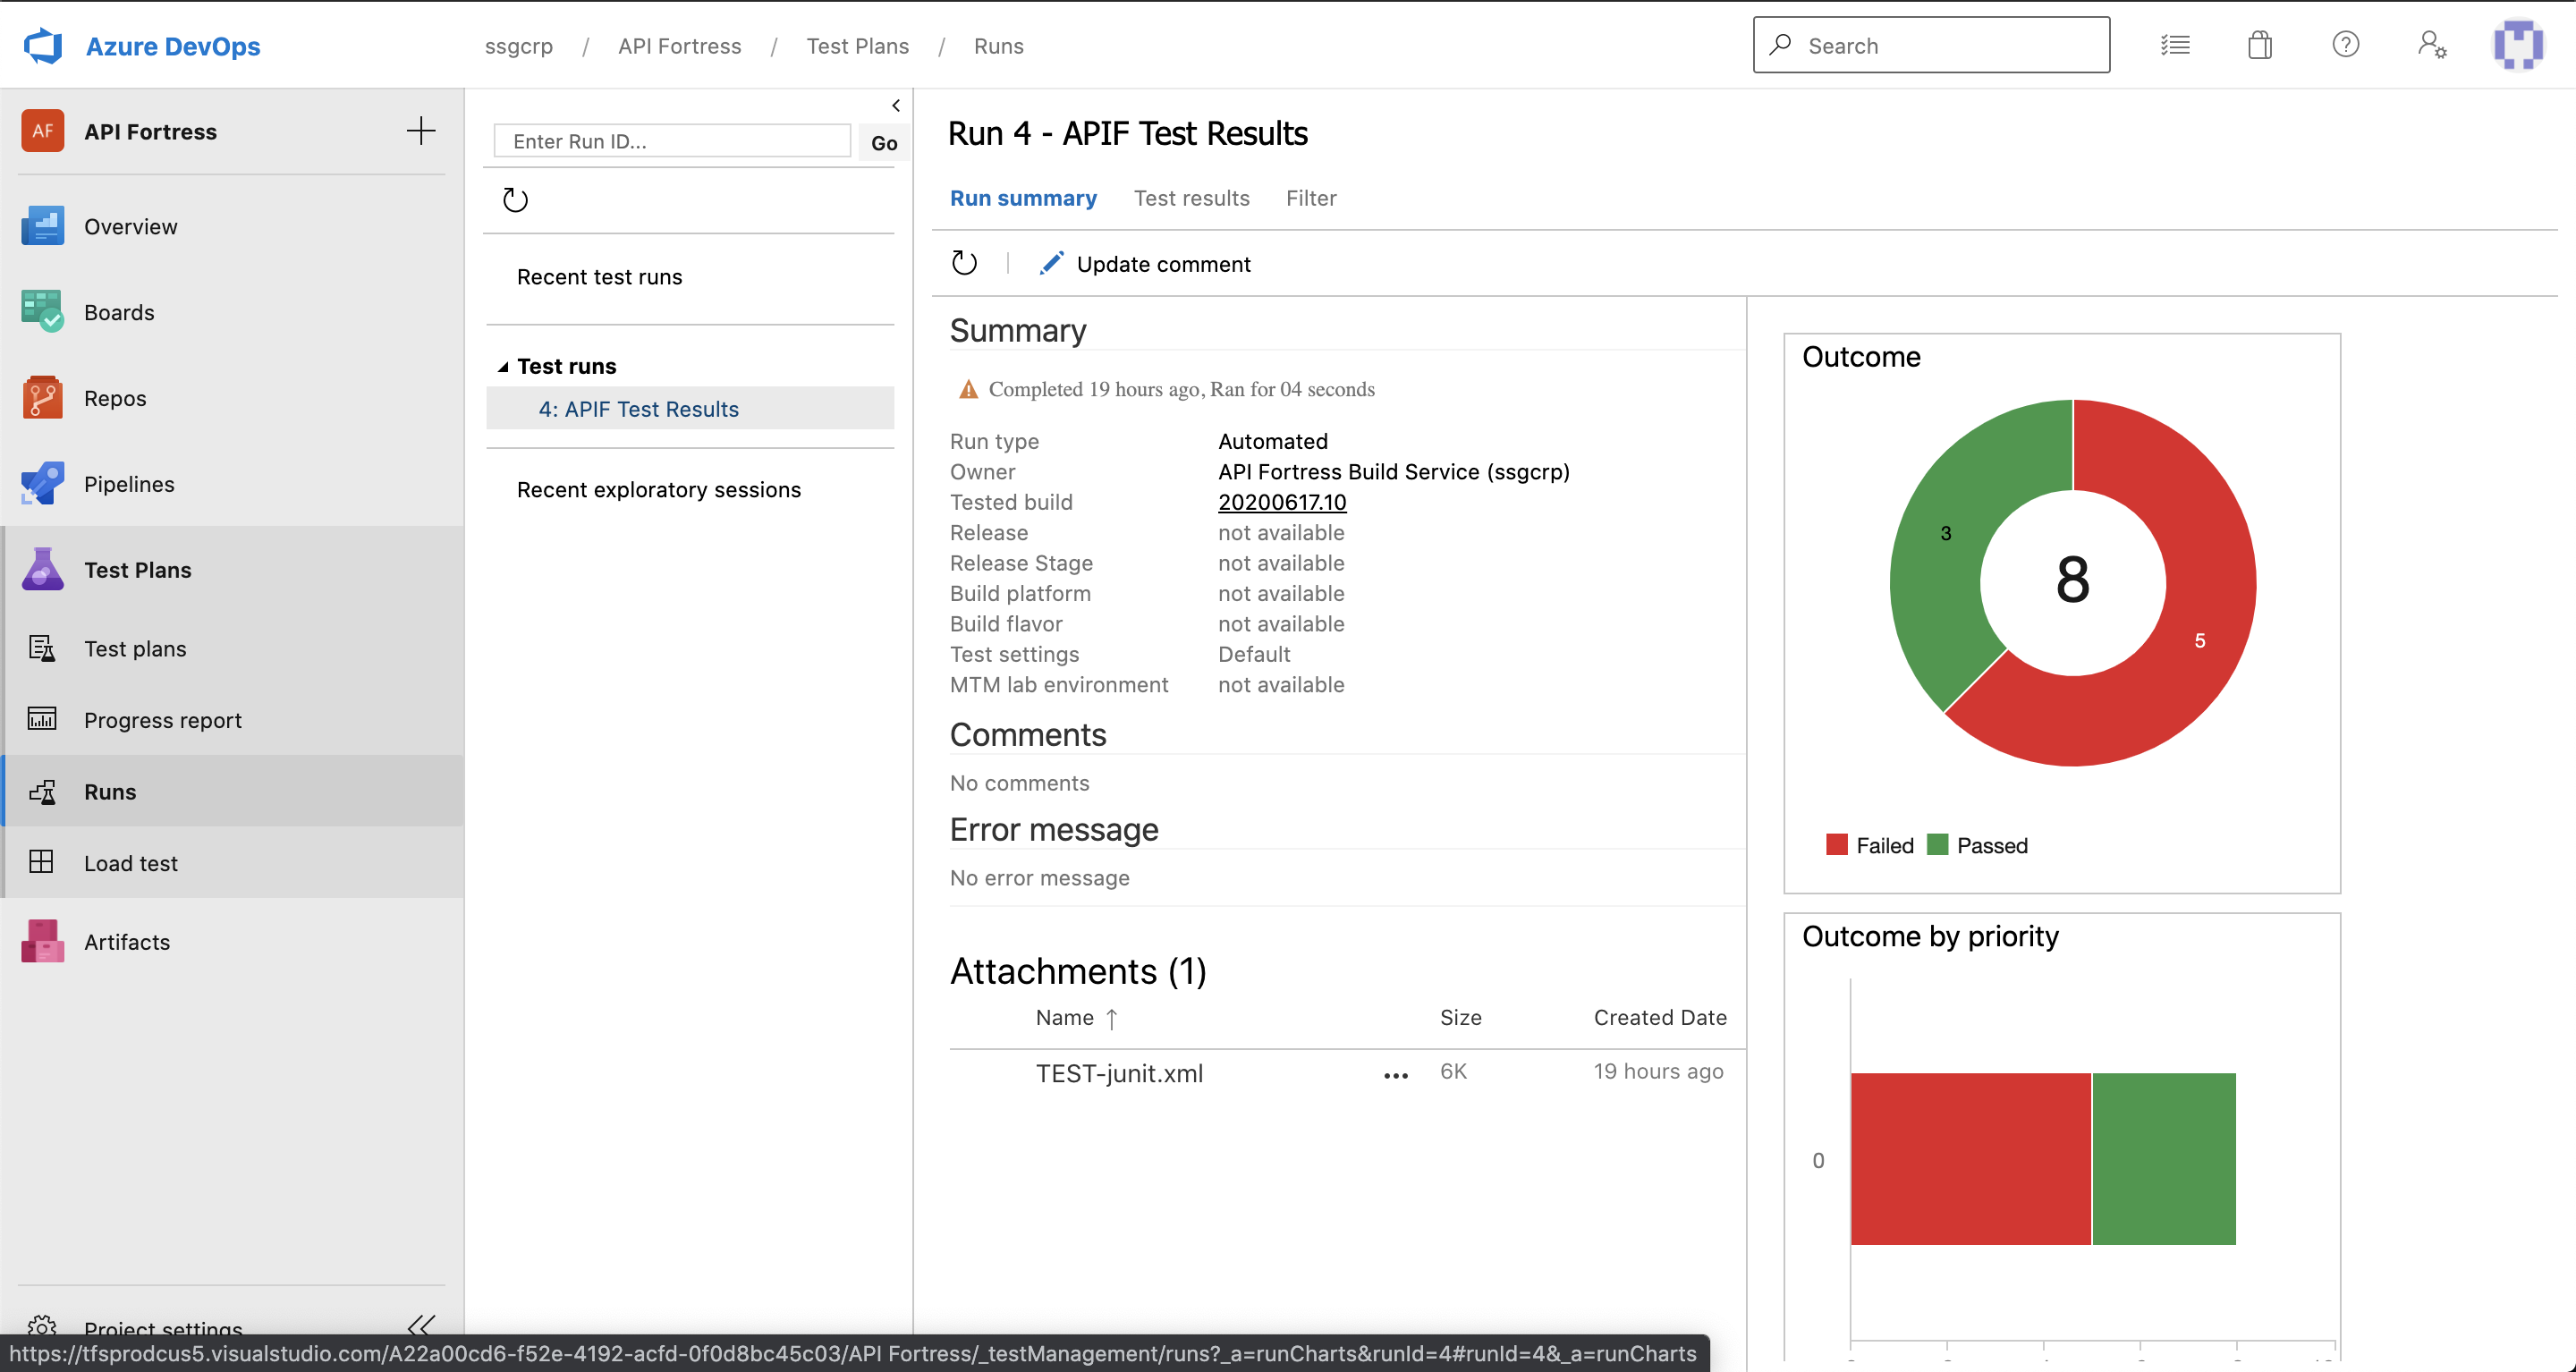 Azure DevOps
ssgcrp / API Fortress / Test Plans / Runs
Search
AF API Fortress
Overview
Boards
Repos
Pipelines
Test Plans
Test plans
Progress report
Runs
Load test
Artifacts
Project settings
Enter Run ID...
Go
Recent test runs
Test runs
4: APIF Test Results
Recent exploratory sessions
Run 4 - APIF Test Results
Run summary Test results Filter
Update comment
Summary
Completed 19 hours ago, Ran for 04 seconds
Run type Automated
Owner API Fortress Build Service (ssgcrp)
Tested build 20200617.10
Release not available
Release Stage not available
Build platform not available
Build flavor not available
Test settings Default
MTM lab environment not available
Comments
No comments
Error message
No error message
Attachments (1)
Name ↑ Size Created Date
TEST-junit.xml ... 6K 19 hours ago
Outcome
3
8
5
Failed Passed
Outcome by priority
0
https://tfsprodcus5.visualstudio.com/A22a00cd6-f52e-4192-acfd-0f0d8bc45c03/API Fortress/_testManagement/runs?_a=runCharts&runId=4#runId=4&_a=runCharts